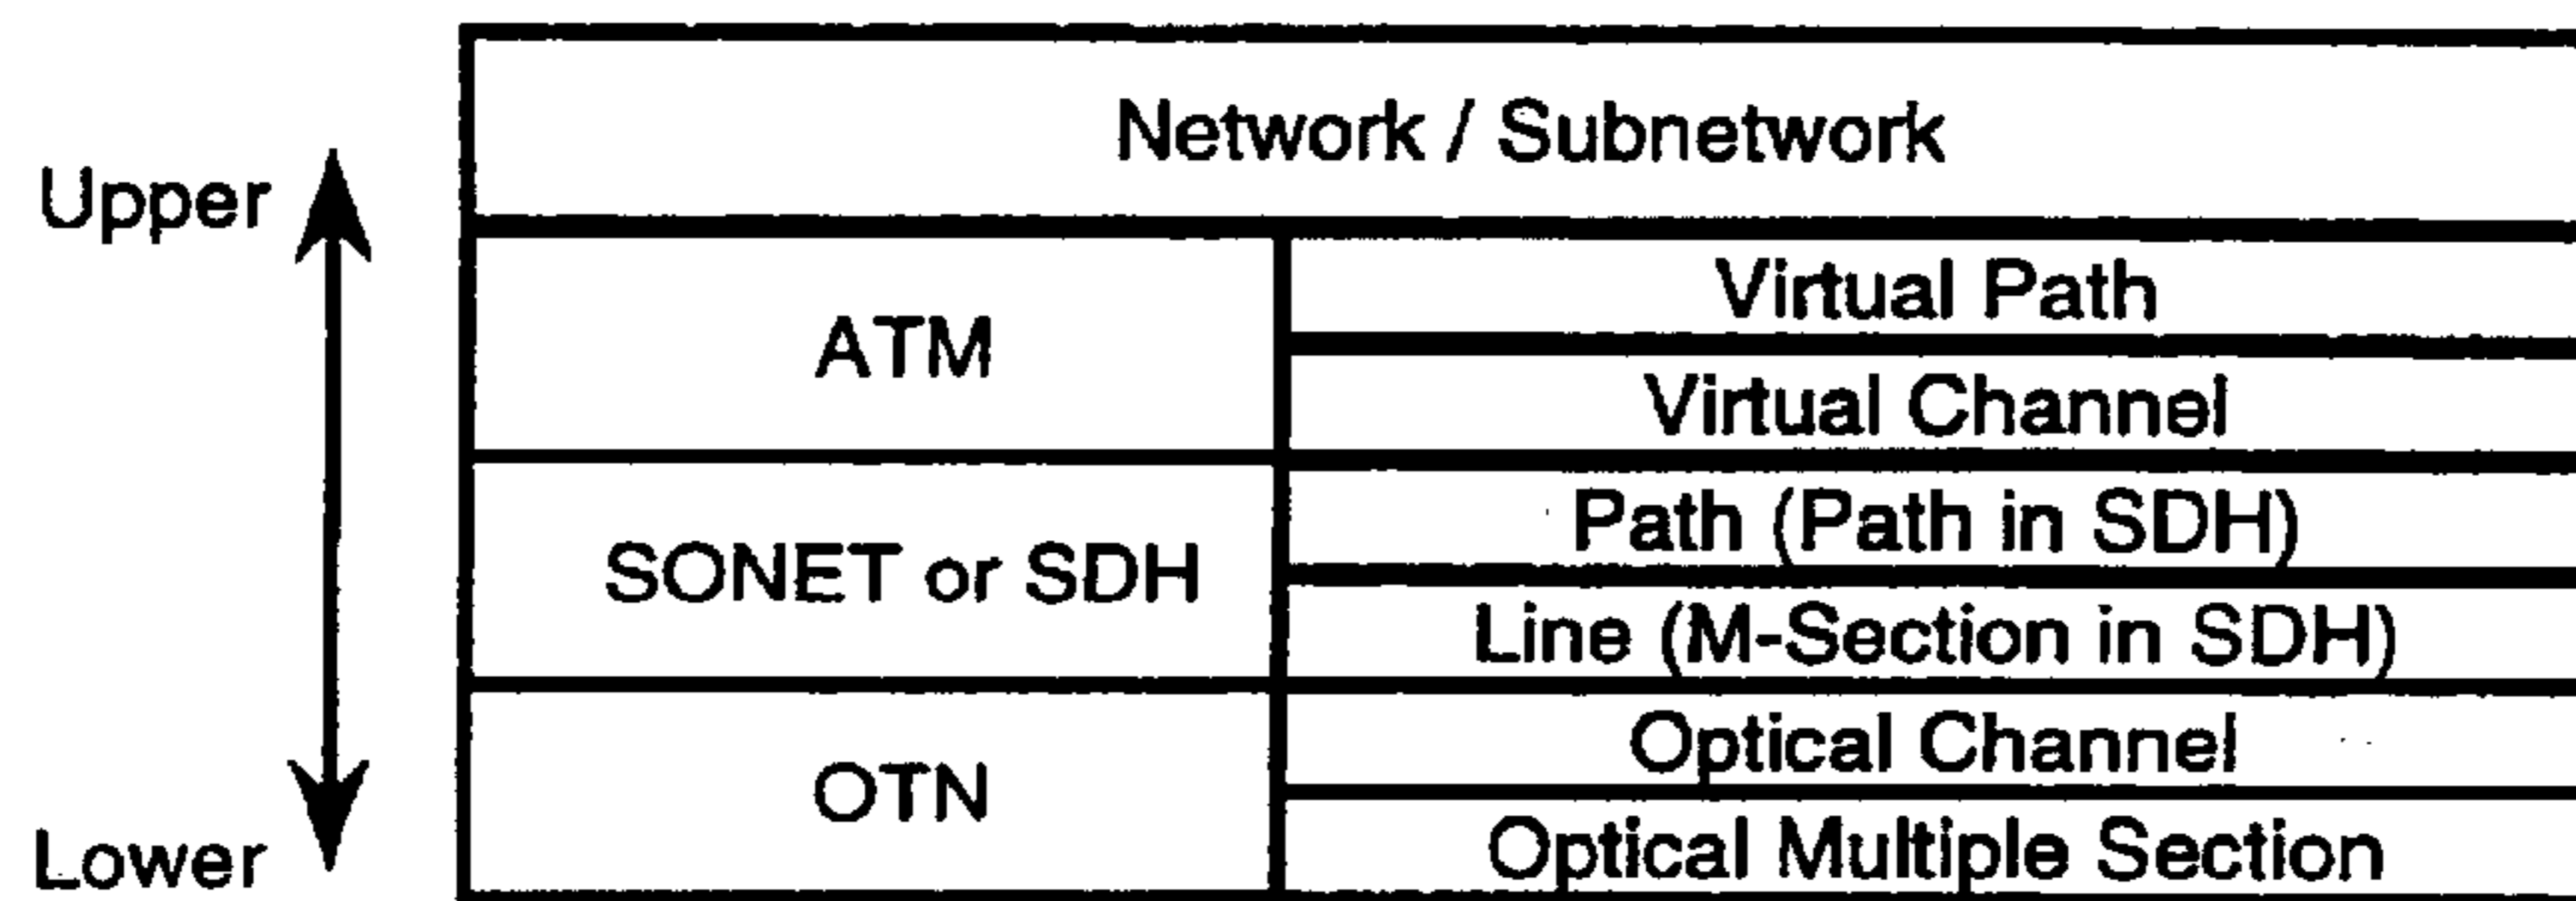 Network / Subnetwork
Upper
ATM
Virtual Path
Virtual Channel
SONET or SDH
Path (Path in SDH)
Line (M-Section in SDH)
OTN
Optical Channel
Optical Multiple Section
Lower